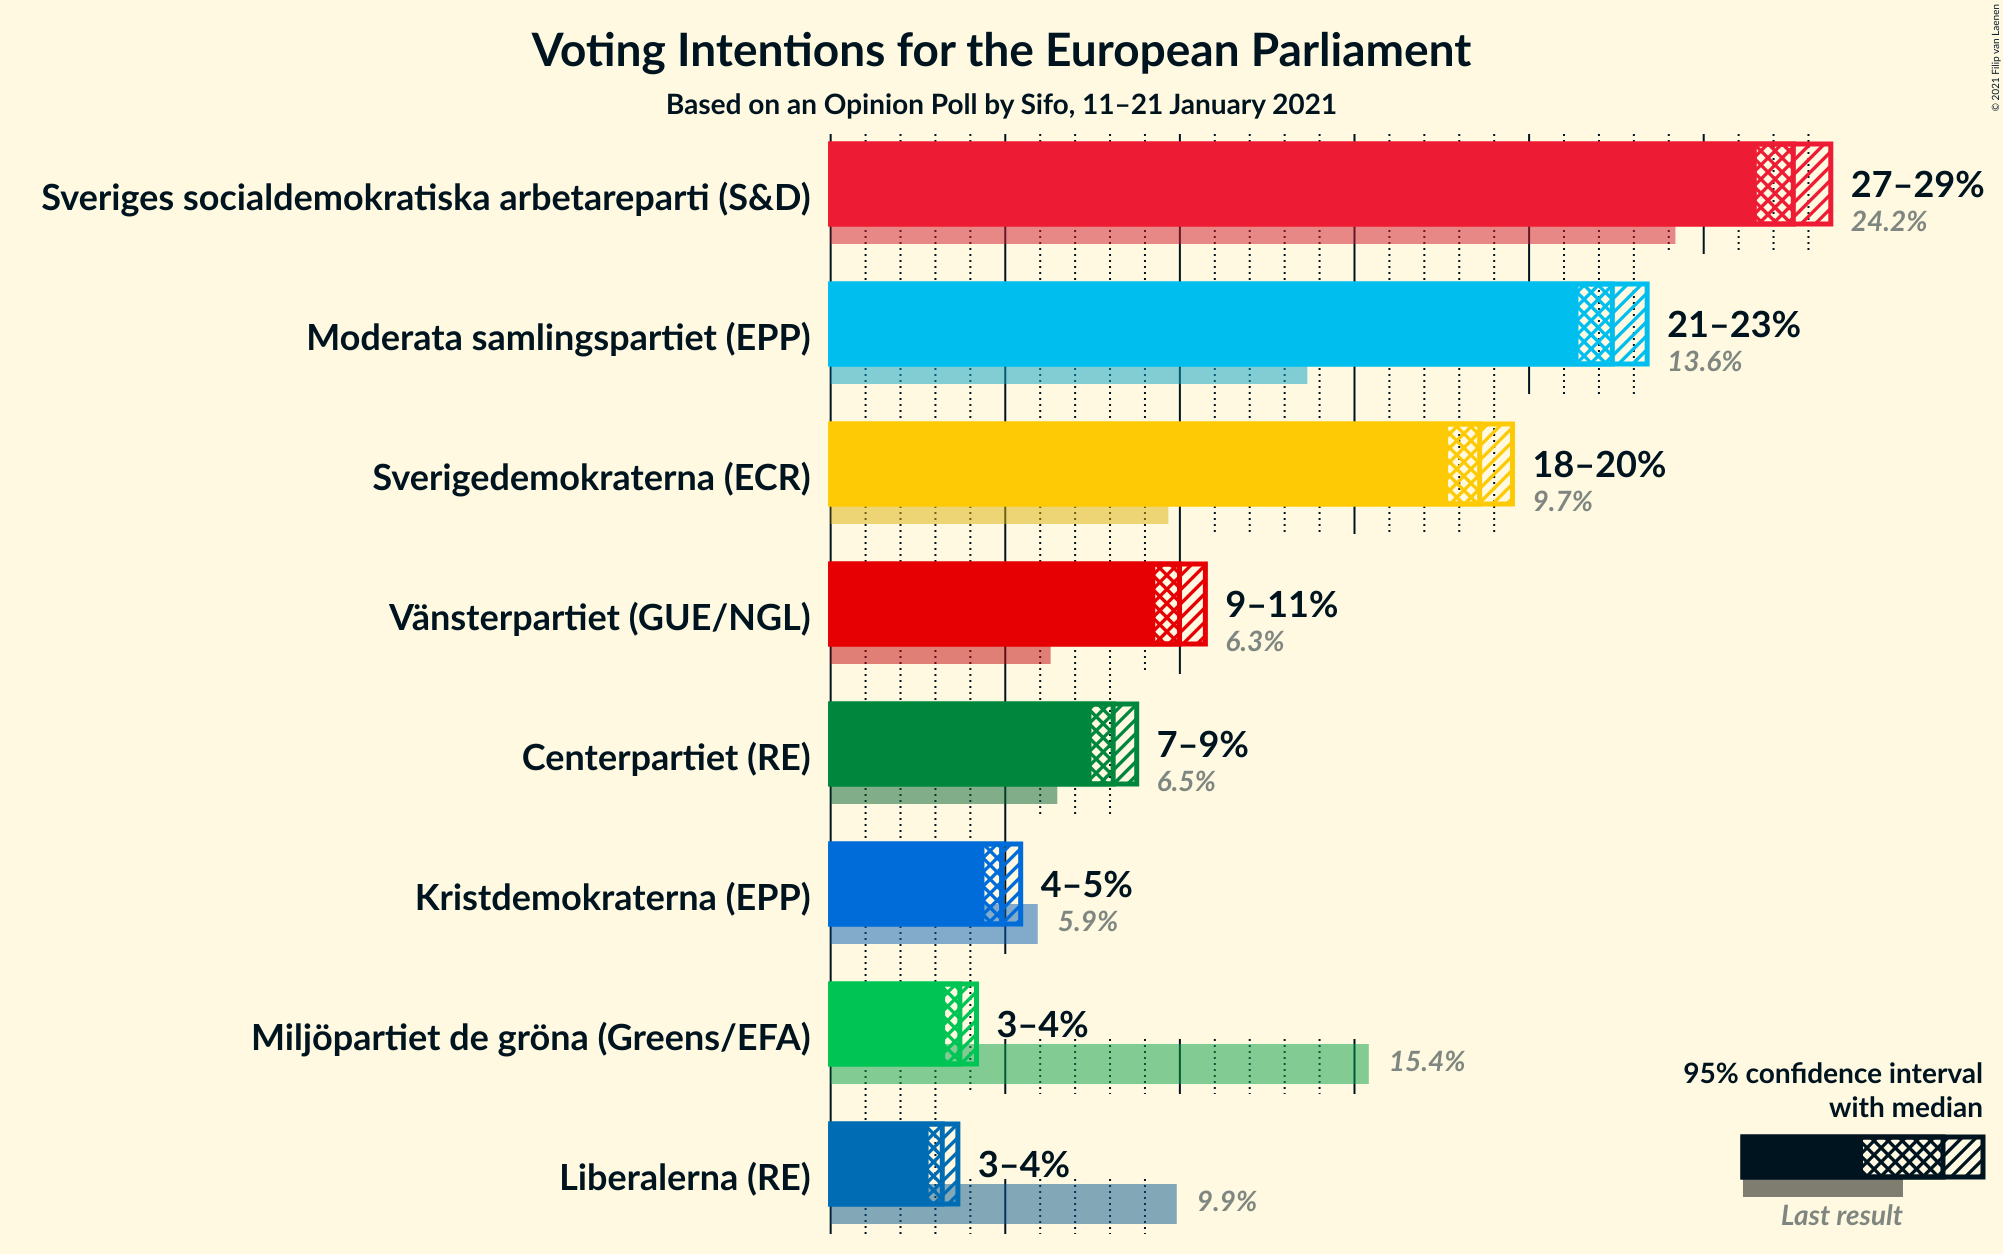 Voting Intentions for the European Parliament
Based on an Opinion Poll by Sifo, 11–21 January 2021
© 2021 Filip van Laenen
Sveriges socialdemokratiska arbetareparti (S&D)
27–29%
24.2%
Moderata samlingspartiet (EPP)
21–23%
13.6%
Sverigedemokraterna (ECR)
18–20%
9.7%
Vänsterpartiet (GUE/NGL)
9–11%
6.3%
Centerpartiet (RE)
7–9%
6.5%
Kristdemokraterna (EPP)
4–5%
5.9%
Miljöpartiet de gröna (Greens/EFA)
3–4%
15.4%
Liberalerna (RE)
3–4%
9.9%
95% confidence interval
with median
Last result